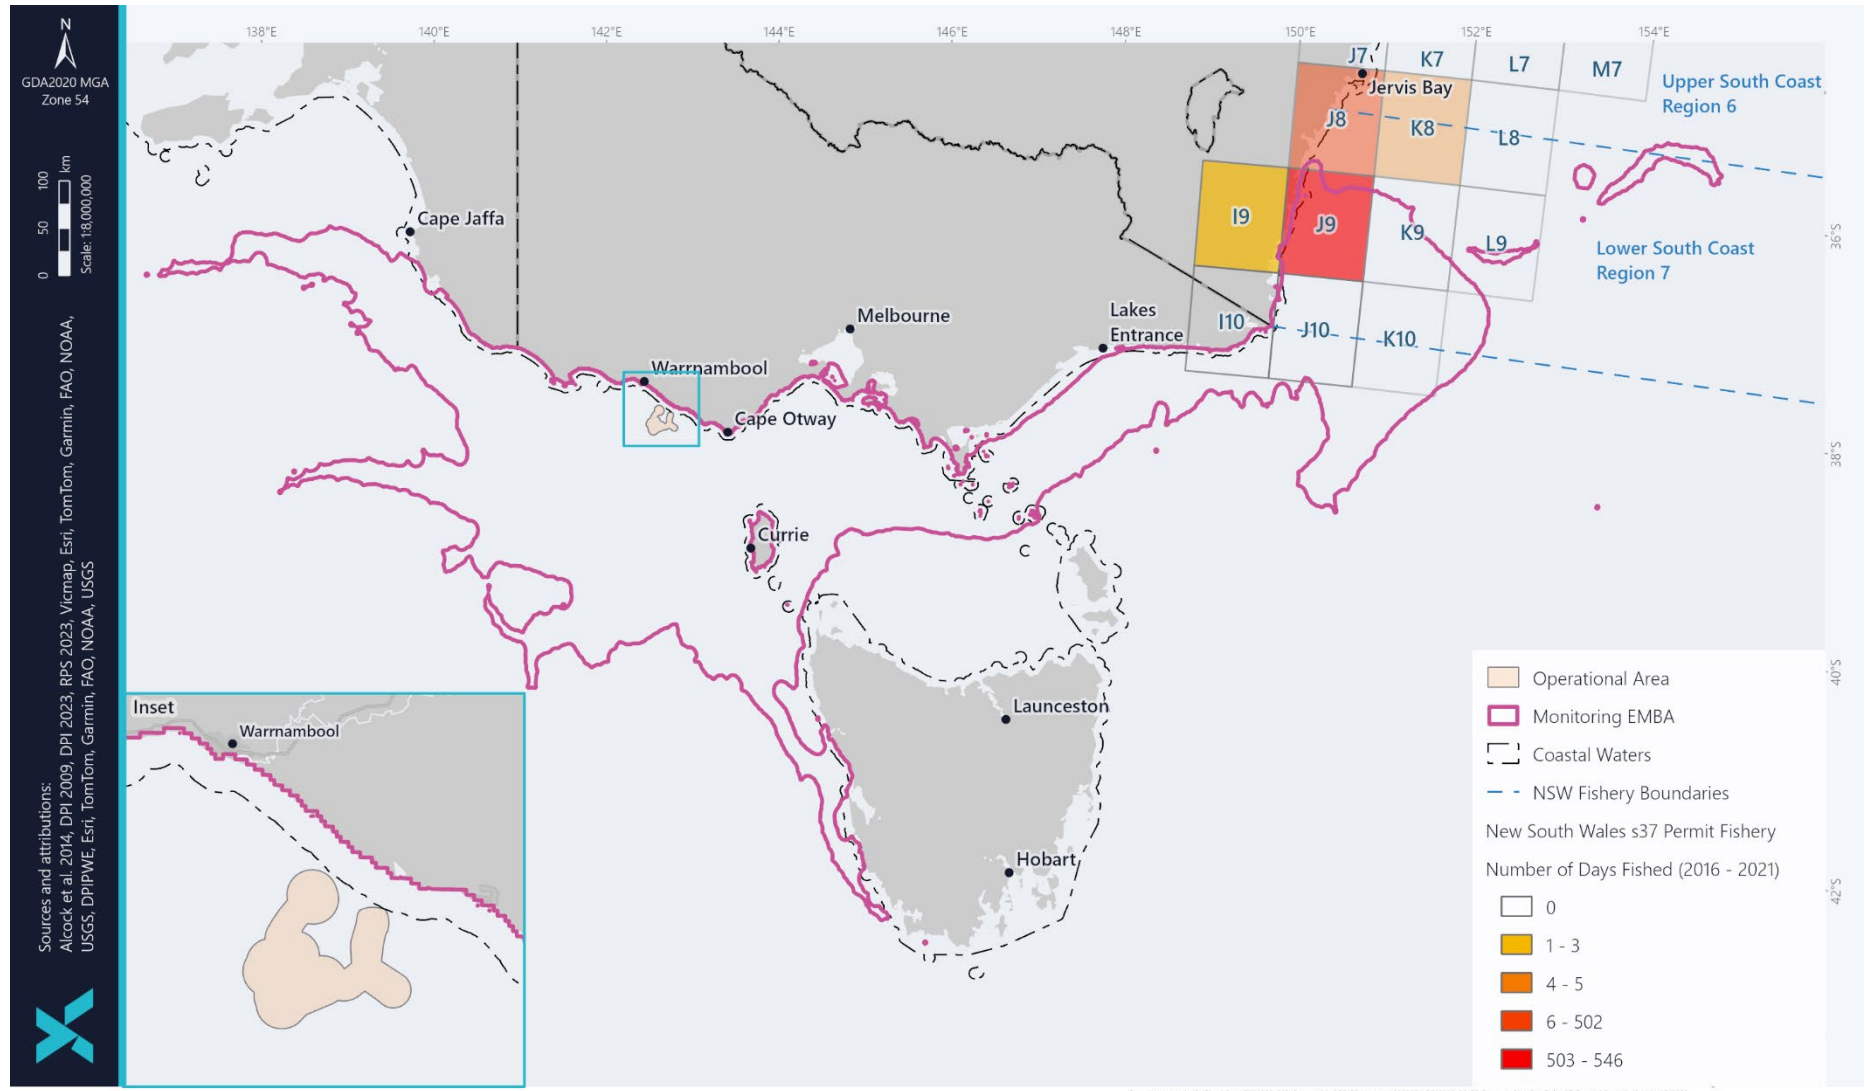 N
GDA2020 MGA
Zone 54
0 50 100
km
Scale: 1:8,000,000
Sources and attributions:
Alcock et al. 2014, DPI 2009, DPI 2023, RPS 2023, Vicmap, Esri, TomTom, Garmin, FAO, NOAA,
USGS, DPIPWE, Esri, TomTom, Garmin, FAO, NOAA, USGS
138°E 140°E 142°E 144°E 146°E 148°E 150°E 152°E 154°E
36°S
38°S
40°S
42°S
J7 K7 L7 M7
Jervis Bay
Upper South Coast
Region 6
J8 K8 L8
I9 J9 K9 L9
Lower South Coast
Region 7
I10 J10 K10
Cape Jaffa
Melbourne
Lakes
Entrance
Warrnambool
Cape Otway
Currie
Launceston
Hobart
Inset
Warrnambool
Operational Area
Monitoring EMBA
Coastal Waters
NSW Fishery Boundaries
New South Wales s37 Permit Fishery
Number of Days Fished (2016 - 2021)
0
1 - 3
4 - 5
6 - 502
503 - 546